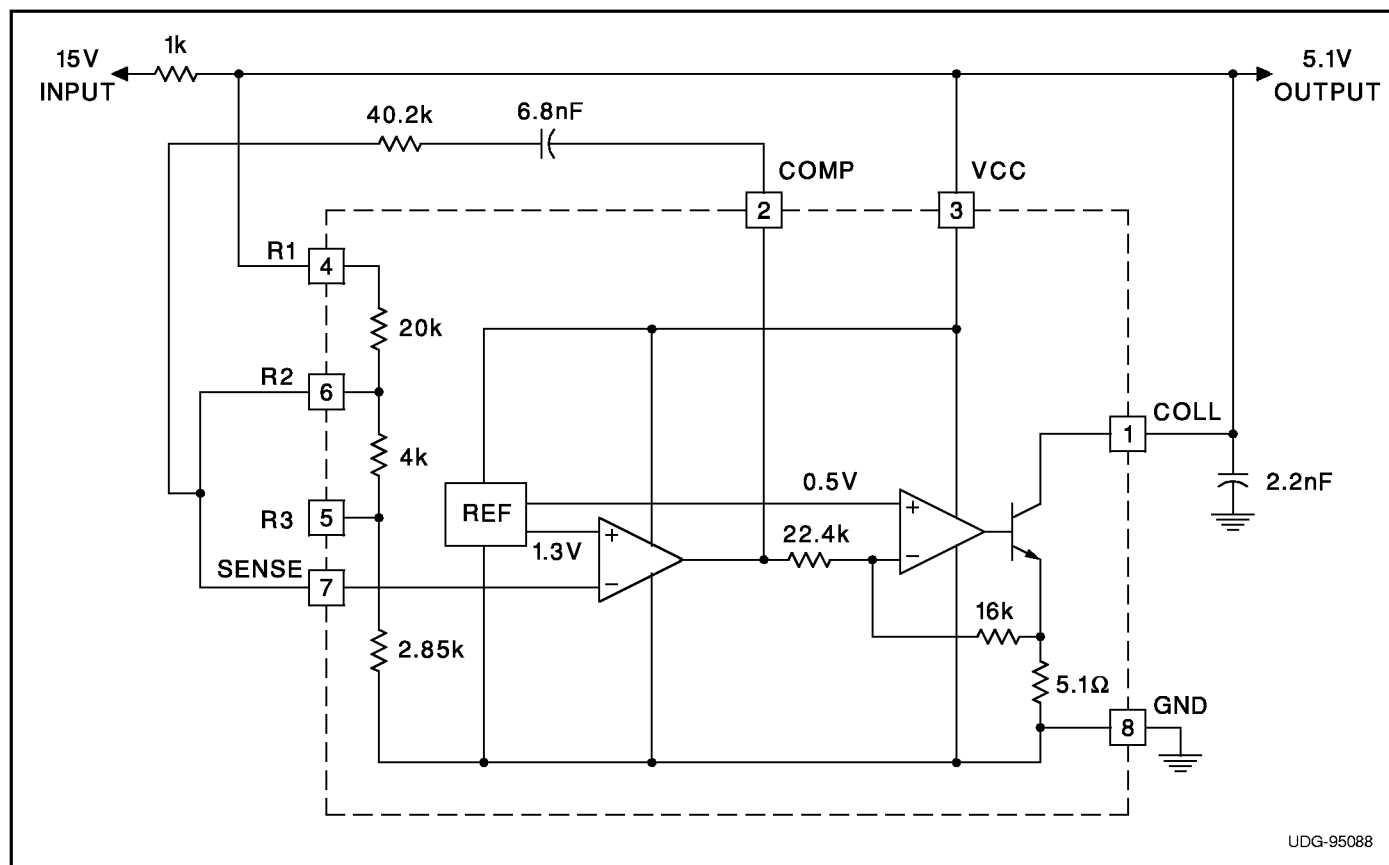 1k
15V
INPUT
5.1V
OUTPUT
40.2k
6.8nF
COMP
VCC
2
3
R1
4
20k
R2
6
4k
COLL
1
0.5V
2.2nF
R3
5
REF
1.3V
+
−
22.4k
+
−
SENSE
7
16k
2.85k
5.1Ω
GND
8
UDG-95088